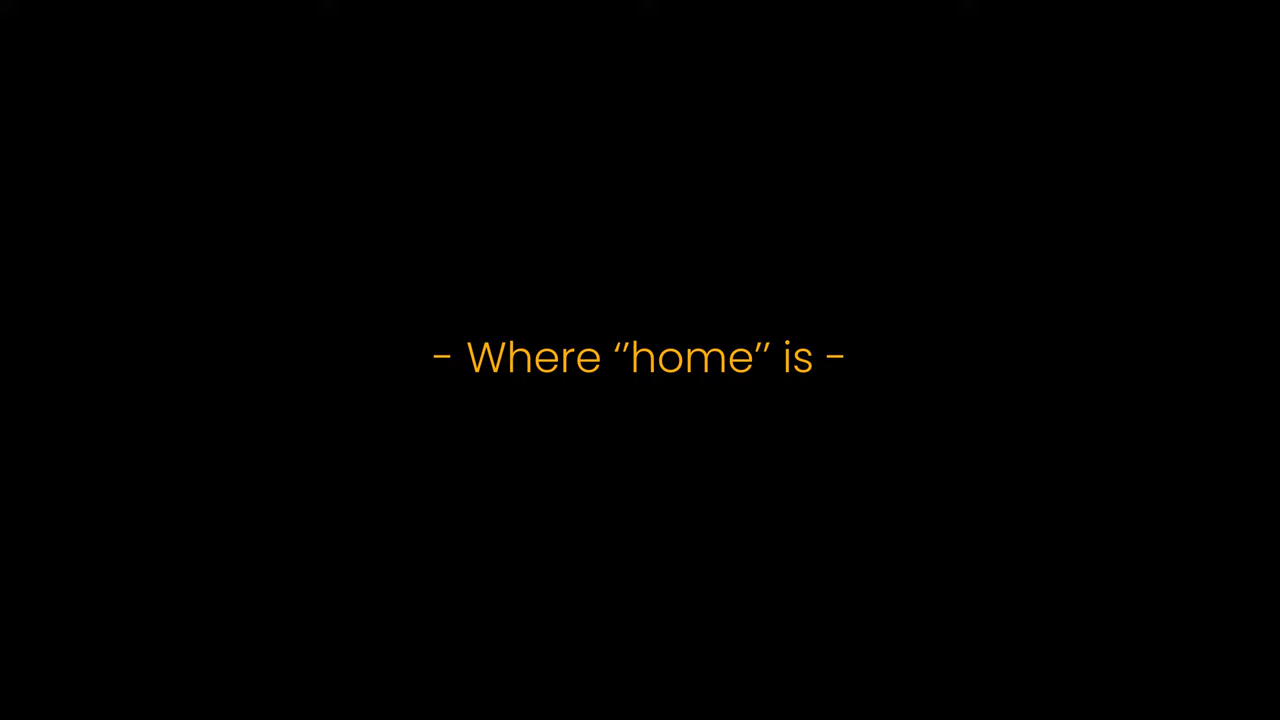 - Where ‘’home’’ is -